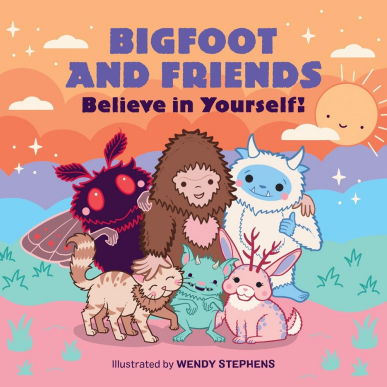 BIGFOOT
AND FRIENDS
Believe in Yourself!
Illustrated by WENDY STEPHENS